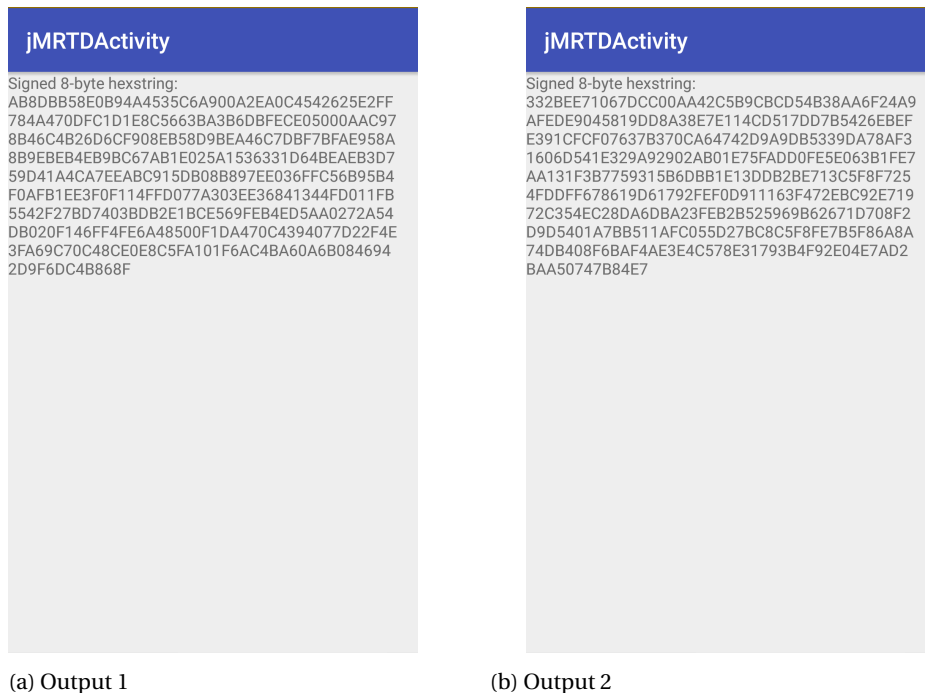 jMRTDActivity
Signed 8-byte hexstring:
AB8DBB58E0B94A4535C6A900A2EA0C4542625E2FF
784A470DFC1D1E8C5663BA3B6DBFECE05000AAC97
8B46C4B26D6CF908EB58D9BEA46C7DBF7BFAE958A
8B9EBEB4EB9BC67AB1E025A1536331D64BEAEB3D7
59D41A4CA7EEABC915DB08B897EE036FFC56B95B4
F0AFB1EE3F0F114FFD077A303EE36841344FD011FB
5542F27BD7403BDB2E1BCE569FEB4ED5AA0272A54
DB020F146FF4FE6A48500F1DA470C4394077D22F4E
3FA69C70C48CE0E8C5FA101F6AC4BA60A6B084694
2D9F6DC4B868F
(a) Output 1
jMRTDActivity
Signed 8-byte hexstring:
332BEE71067DCC00AA42C5B9CBCD54B38AA6F24A9
AFEDE9045819DD8A38E7E114CD517DD7B5426EBEF
E391CFCF07637B370CA64742D9A9DB5339DA78AF3
1606D541E329A92902AB01E75FADD0FE5E063B1FE7
AA131F3B7759315B6DBB1E13DDB2BE713C5F8F725
4FDDFF678619D61792FEF0D911163F472EBC92E719
72C354EC28DA6DBA23FEB2B525969B62671D708F2
D9D5401A7BB511AFC055D27BC8C5F8FE7B5F86A8A
74DB408F6BAF4AE3E4C578E31793B4F92E04E7AD2
BAA50747B84E7
(b) Output 2